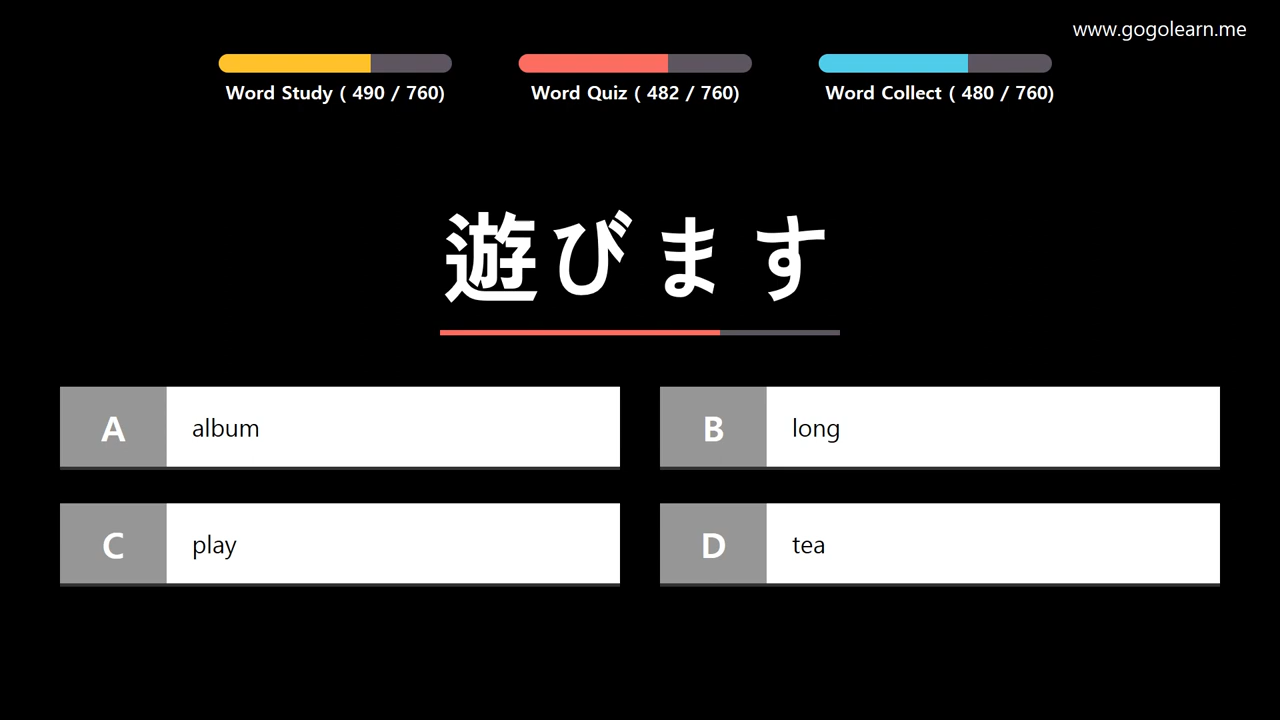 www.gogolearn.me
Word Study ( 490 / 760)
Word Quiz ( 482 / 760)
Word Collect ( 480 / 760)
遊びます
A album
B long
C play
D tea